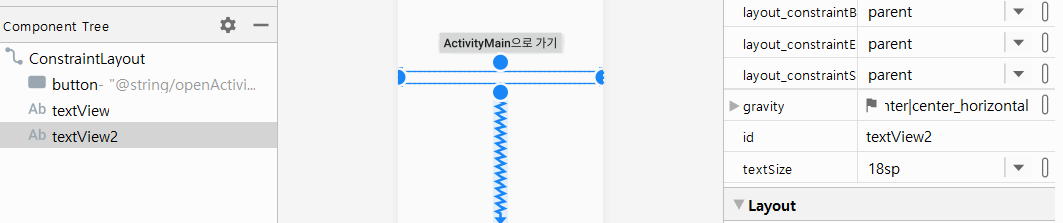 Component Tree
ConstraintLayout
button- "@string/openActivi...
Ab textView
Ab textView2
ActivityMain으로 가기
layout_constraintB parent
layout_constraintE parent
layout_constraintS parent
gravity nter|center_horizontal
id textView2
textSize 18sp
Layout